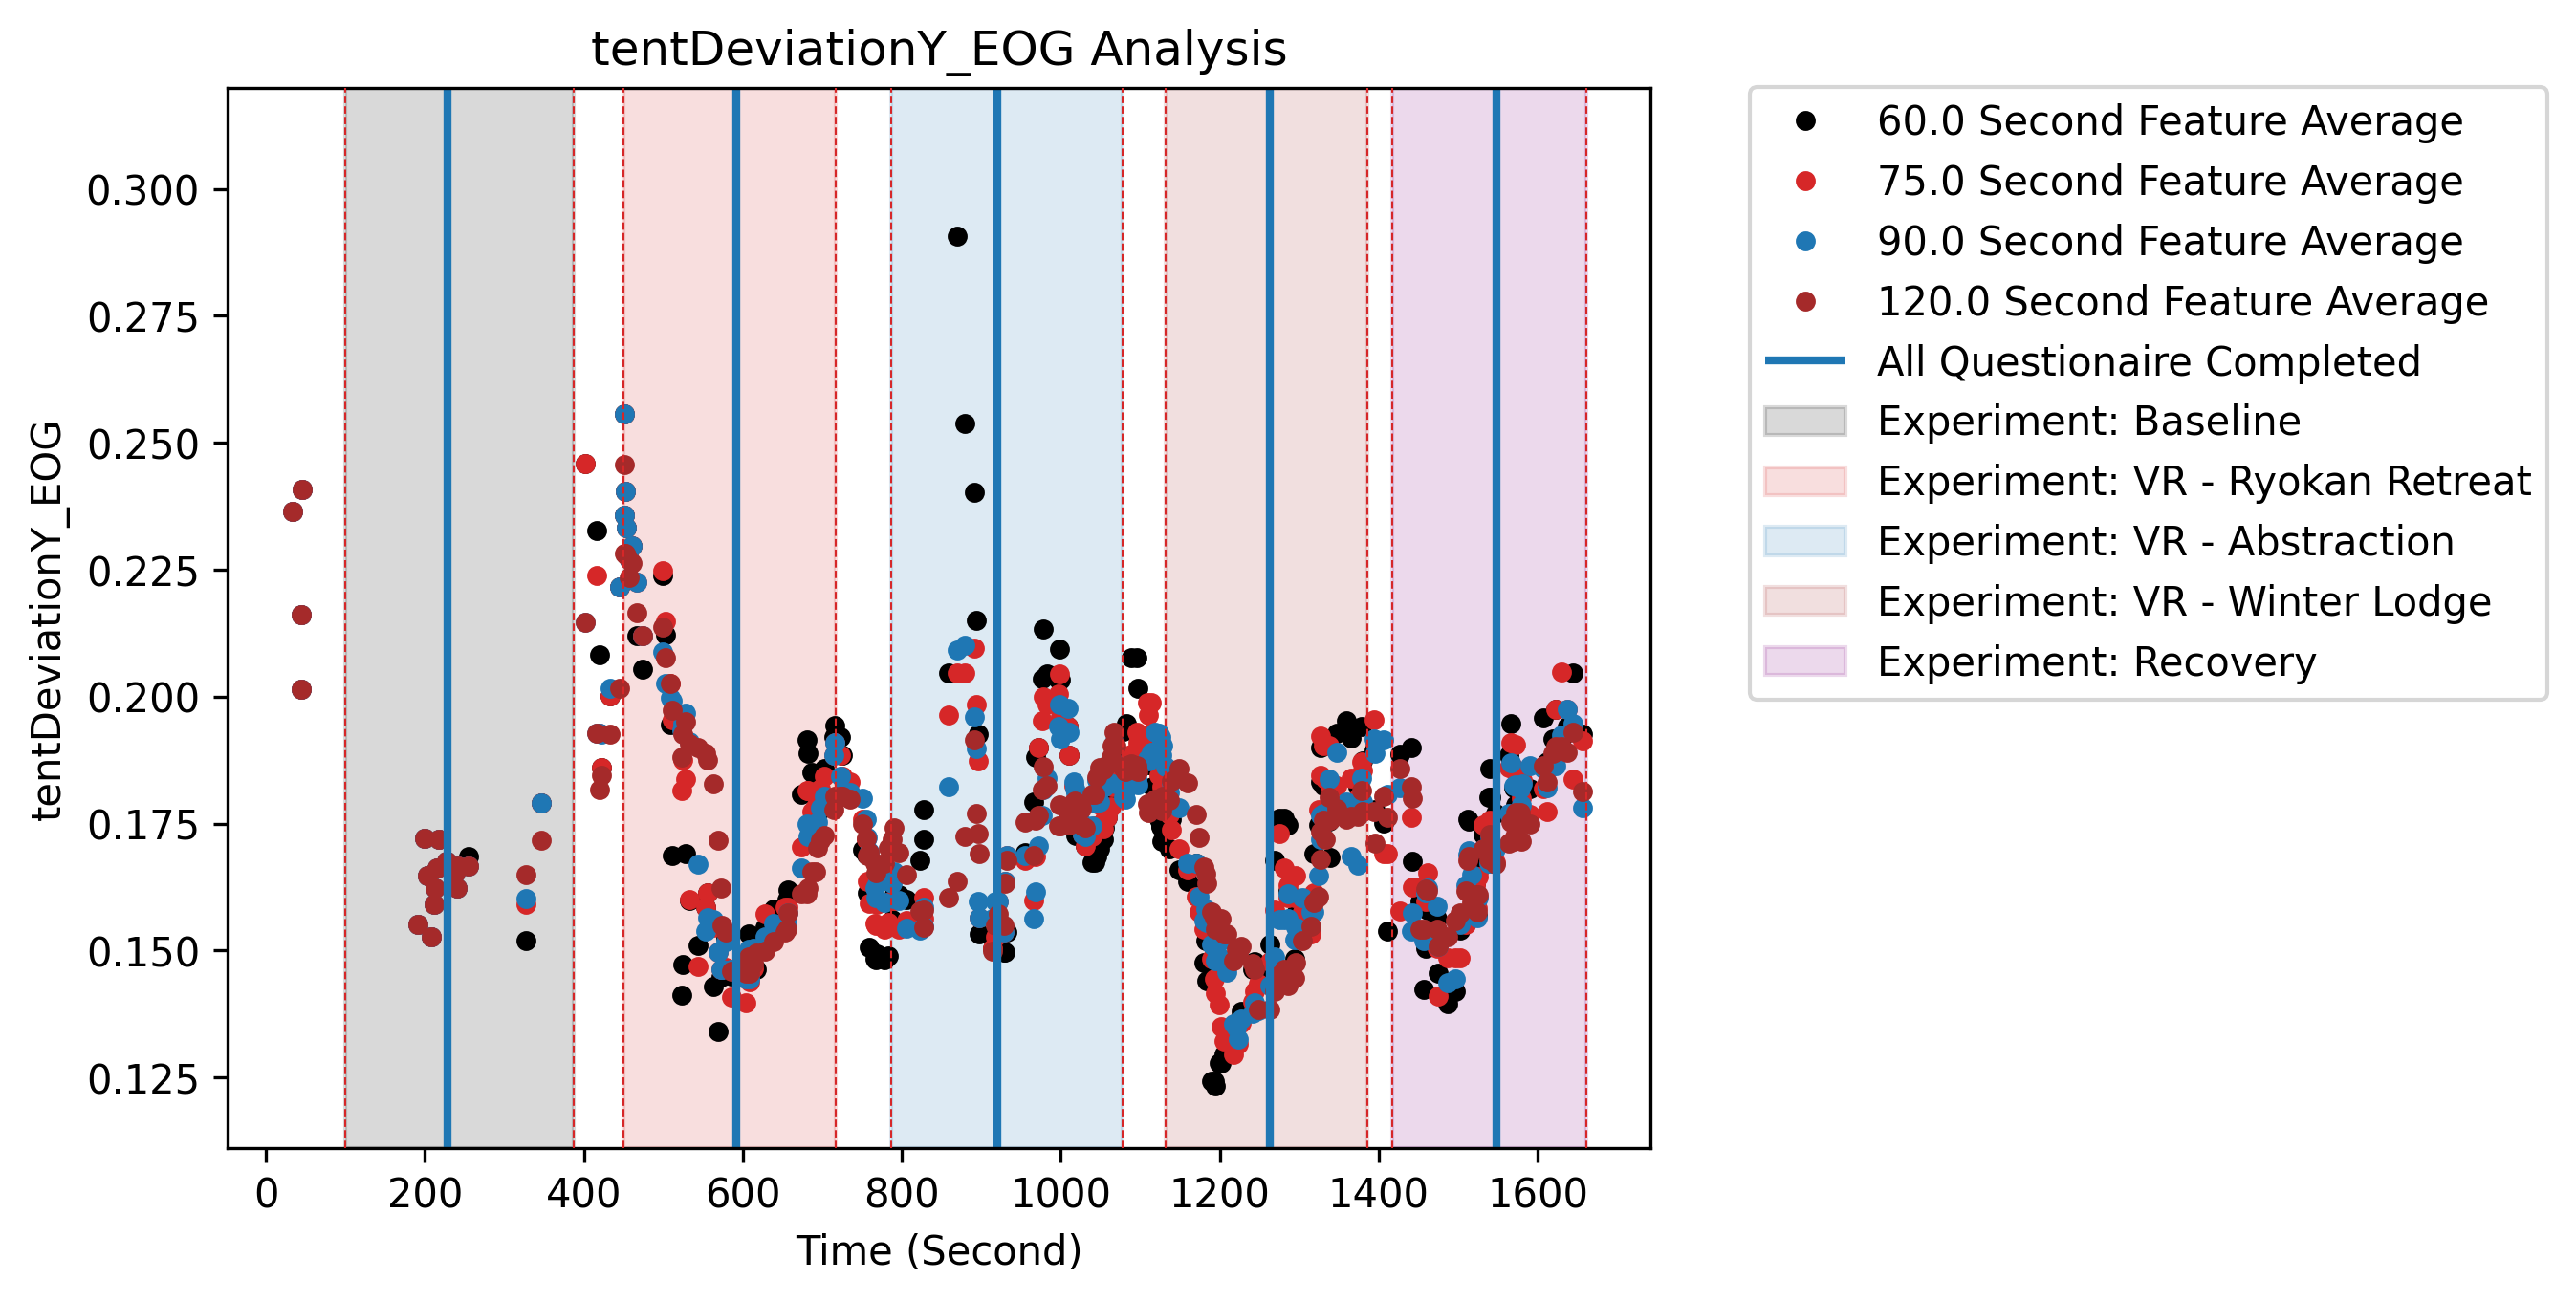 tentDeviationY_EOG Analysis
tentDeviationY_EOG
0.300
0.275
0.250
0.225
0.200
0.175
0.150
0.125
0 200 400 600 800 1000 1200 1400 1600
Time (Second)
60.0 Second Feature Average
75.0 Second Feature Average
90.0 Second Feature Average
120.0 Second Feature Average
All Questionaire Completed
Experiment: Baseline
Experiment: VR - Ryokan Retreat
Experiment: VR - Abstraction
Experiment: VR - Winter Lodge
Experiment: Recovery